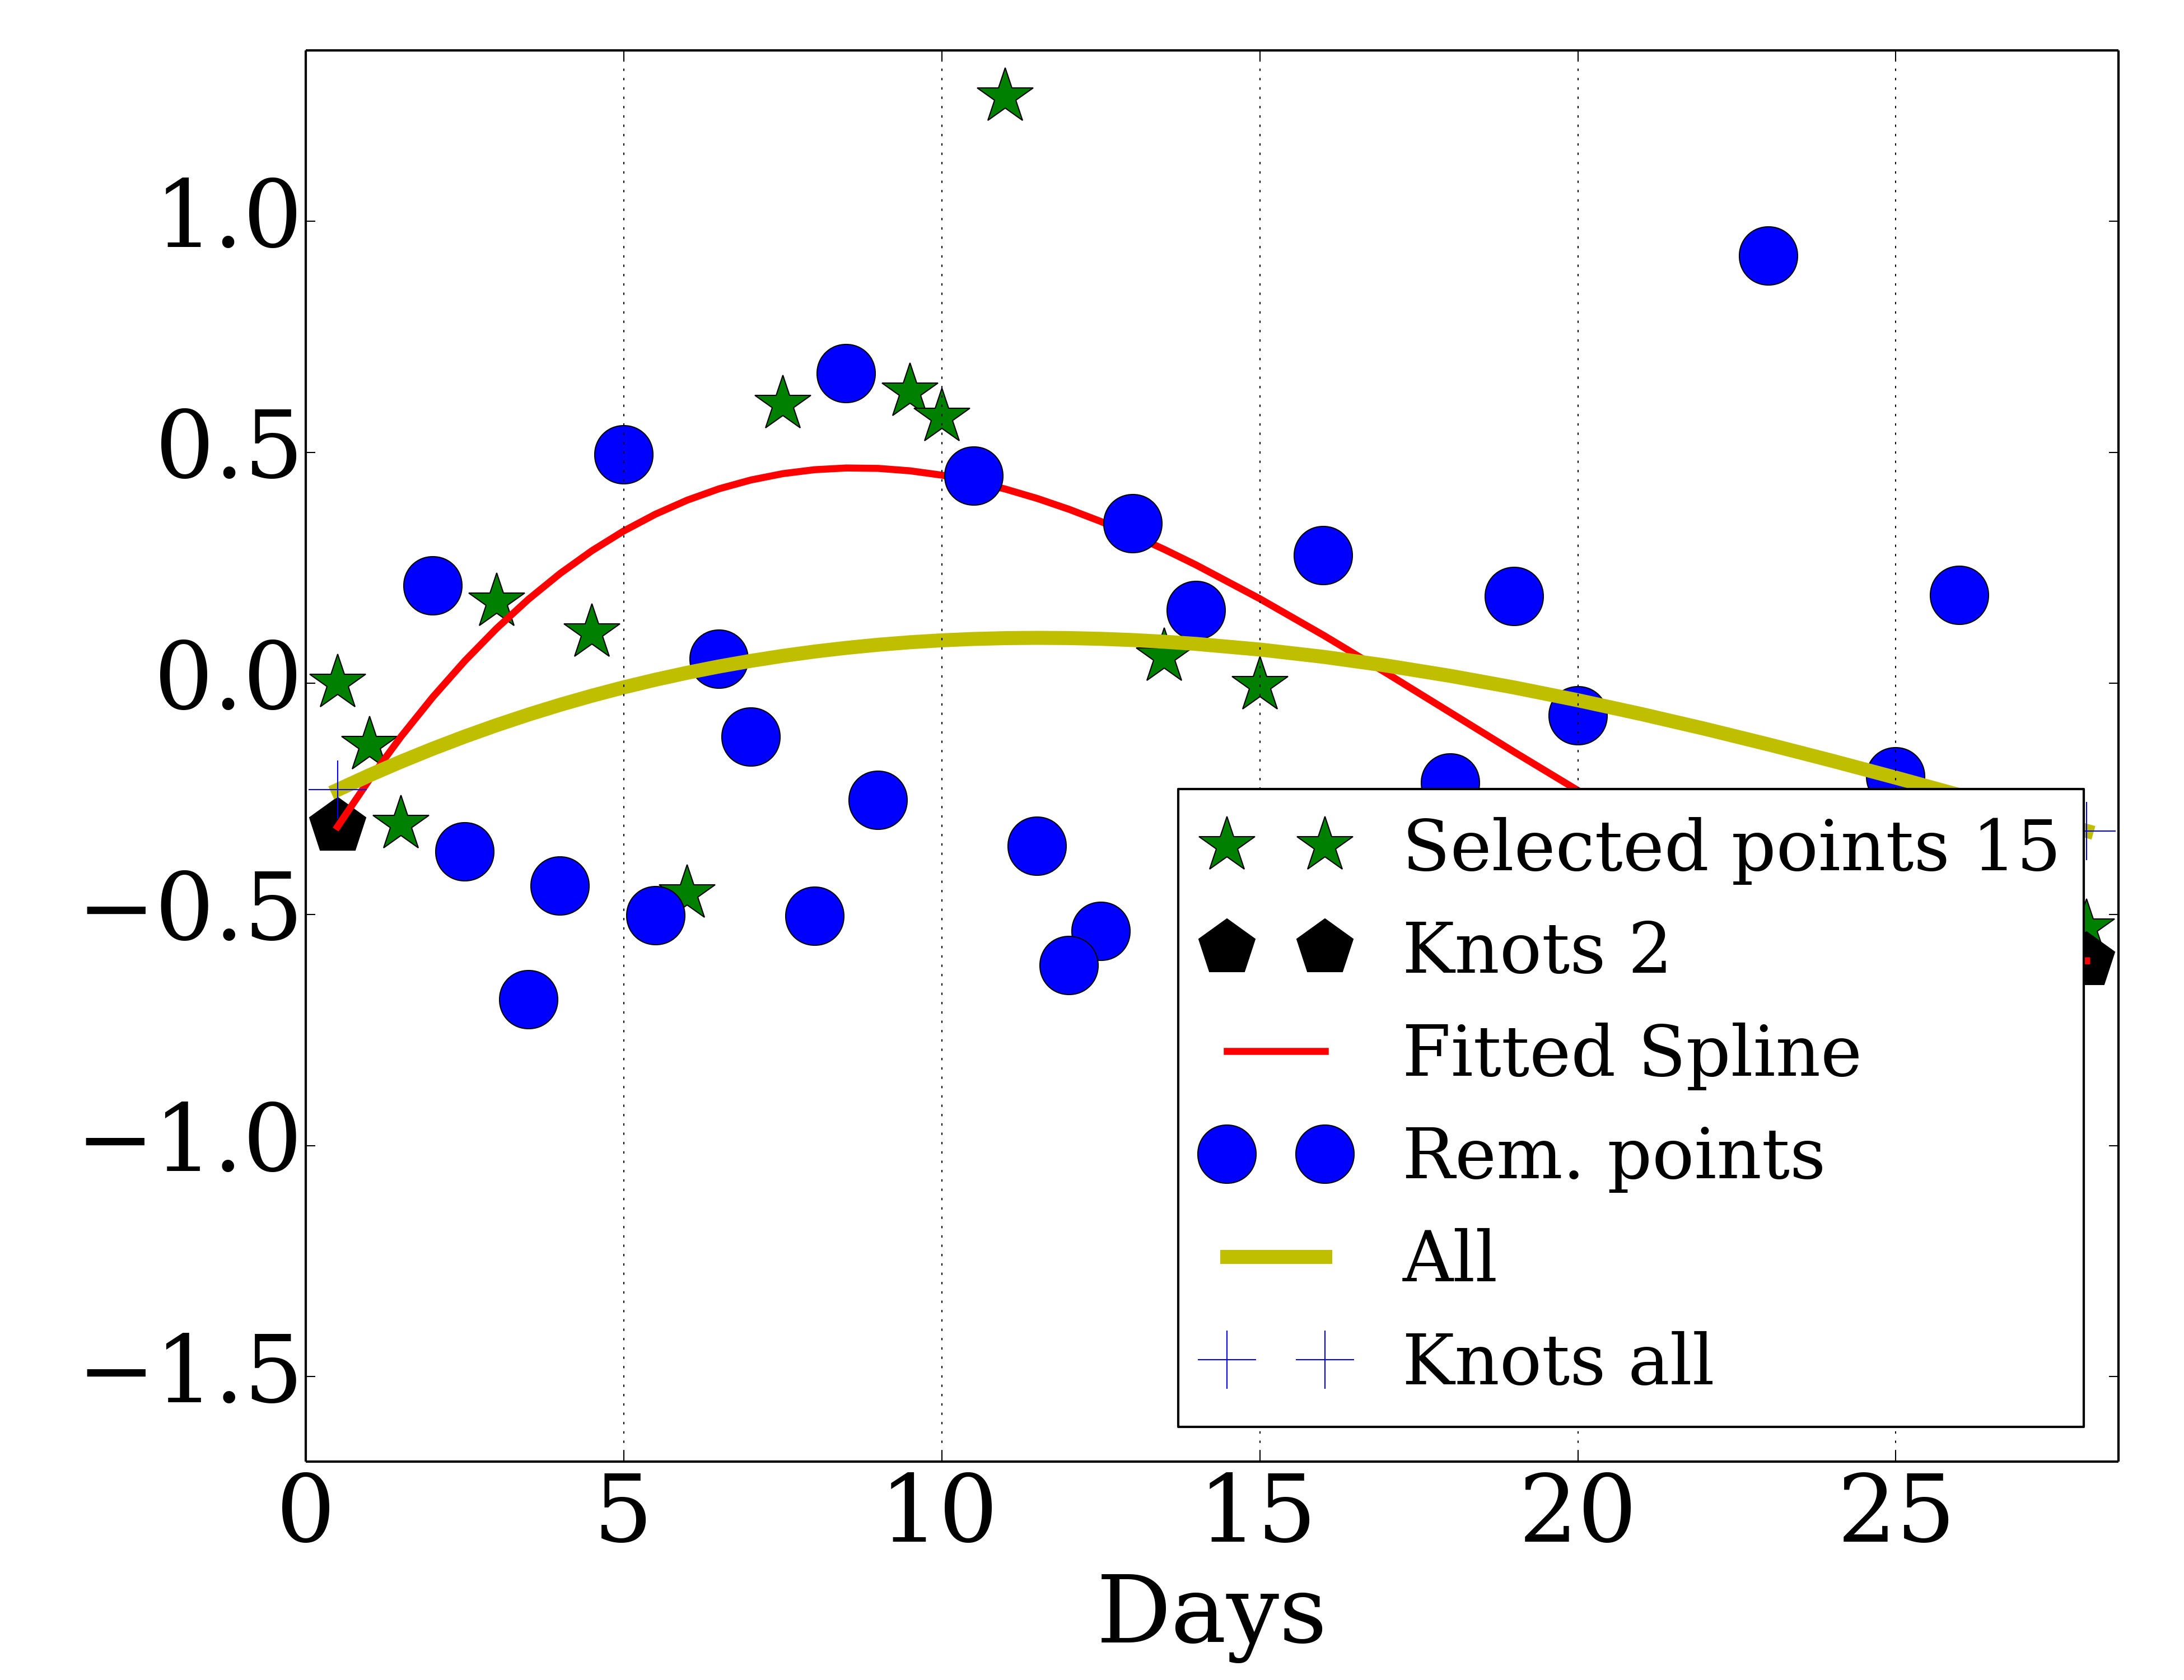 1.0
0.5
0.0
−0.5
−1.0
−1.5
0 5 10 15 20 25
Days
Selected points 15
Knots 2
Fitted Spline
Rem. points
All
Knots all